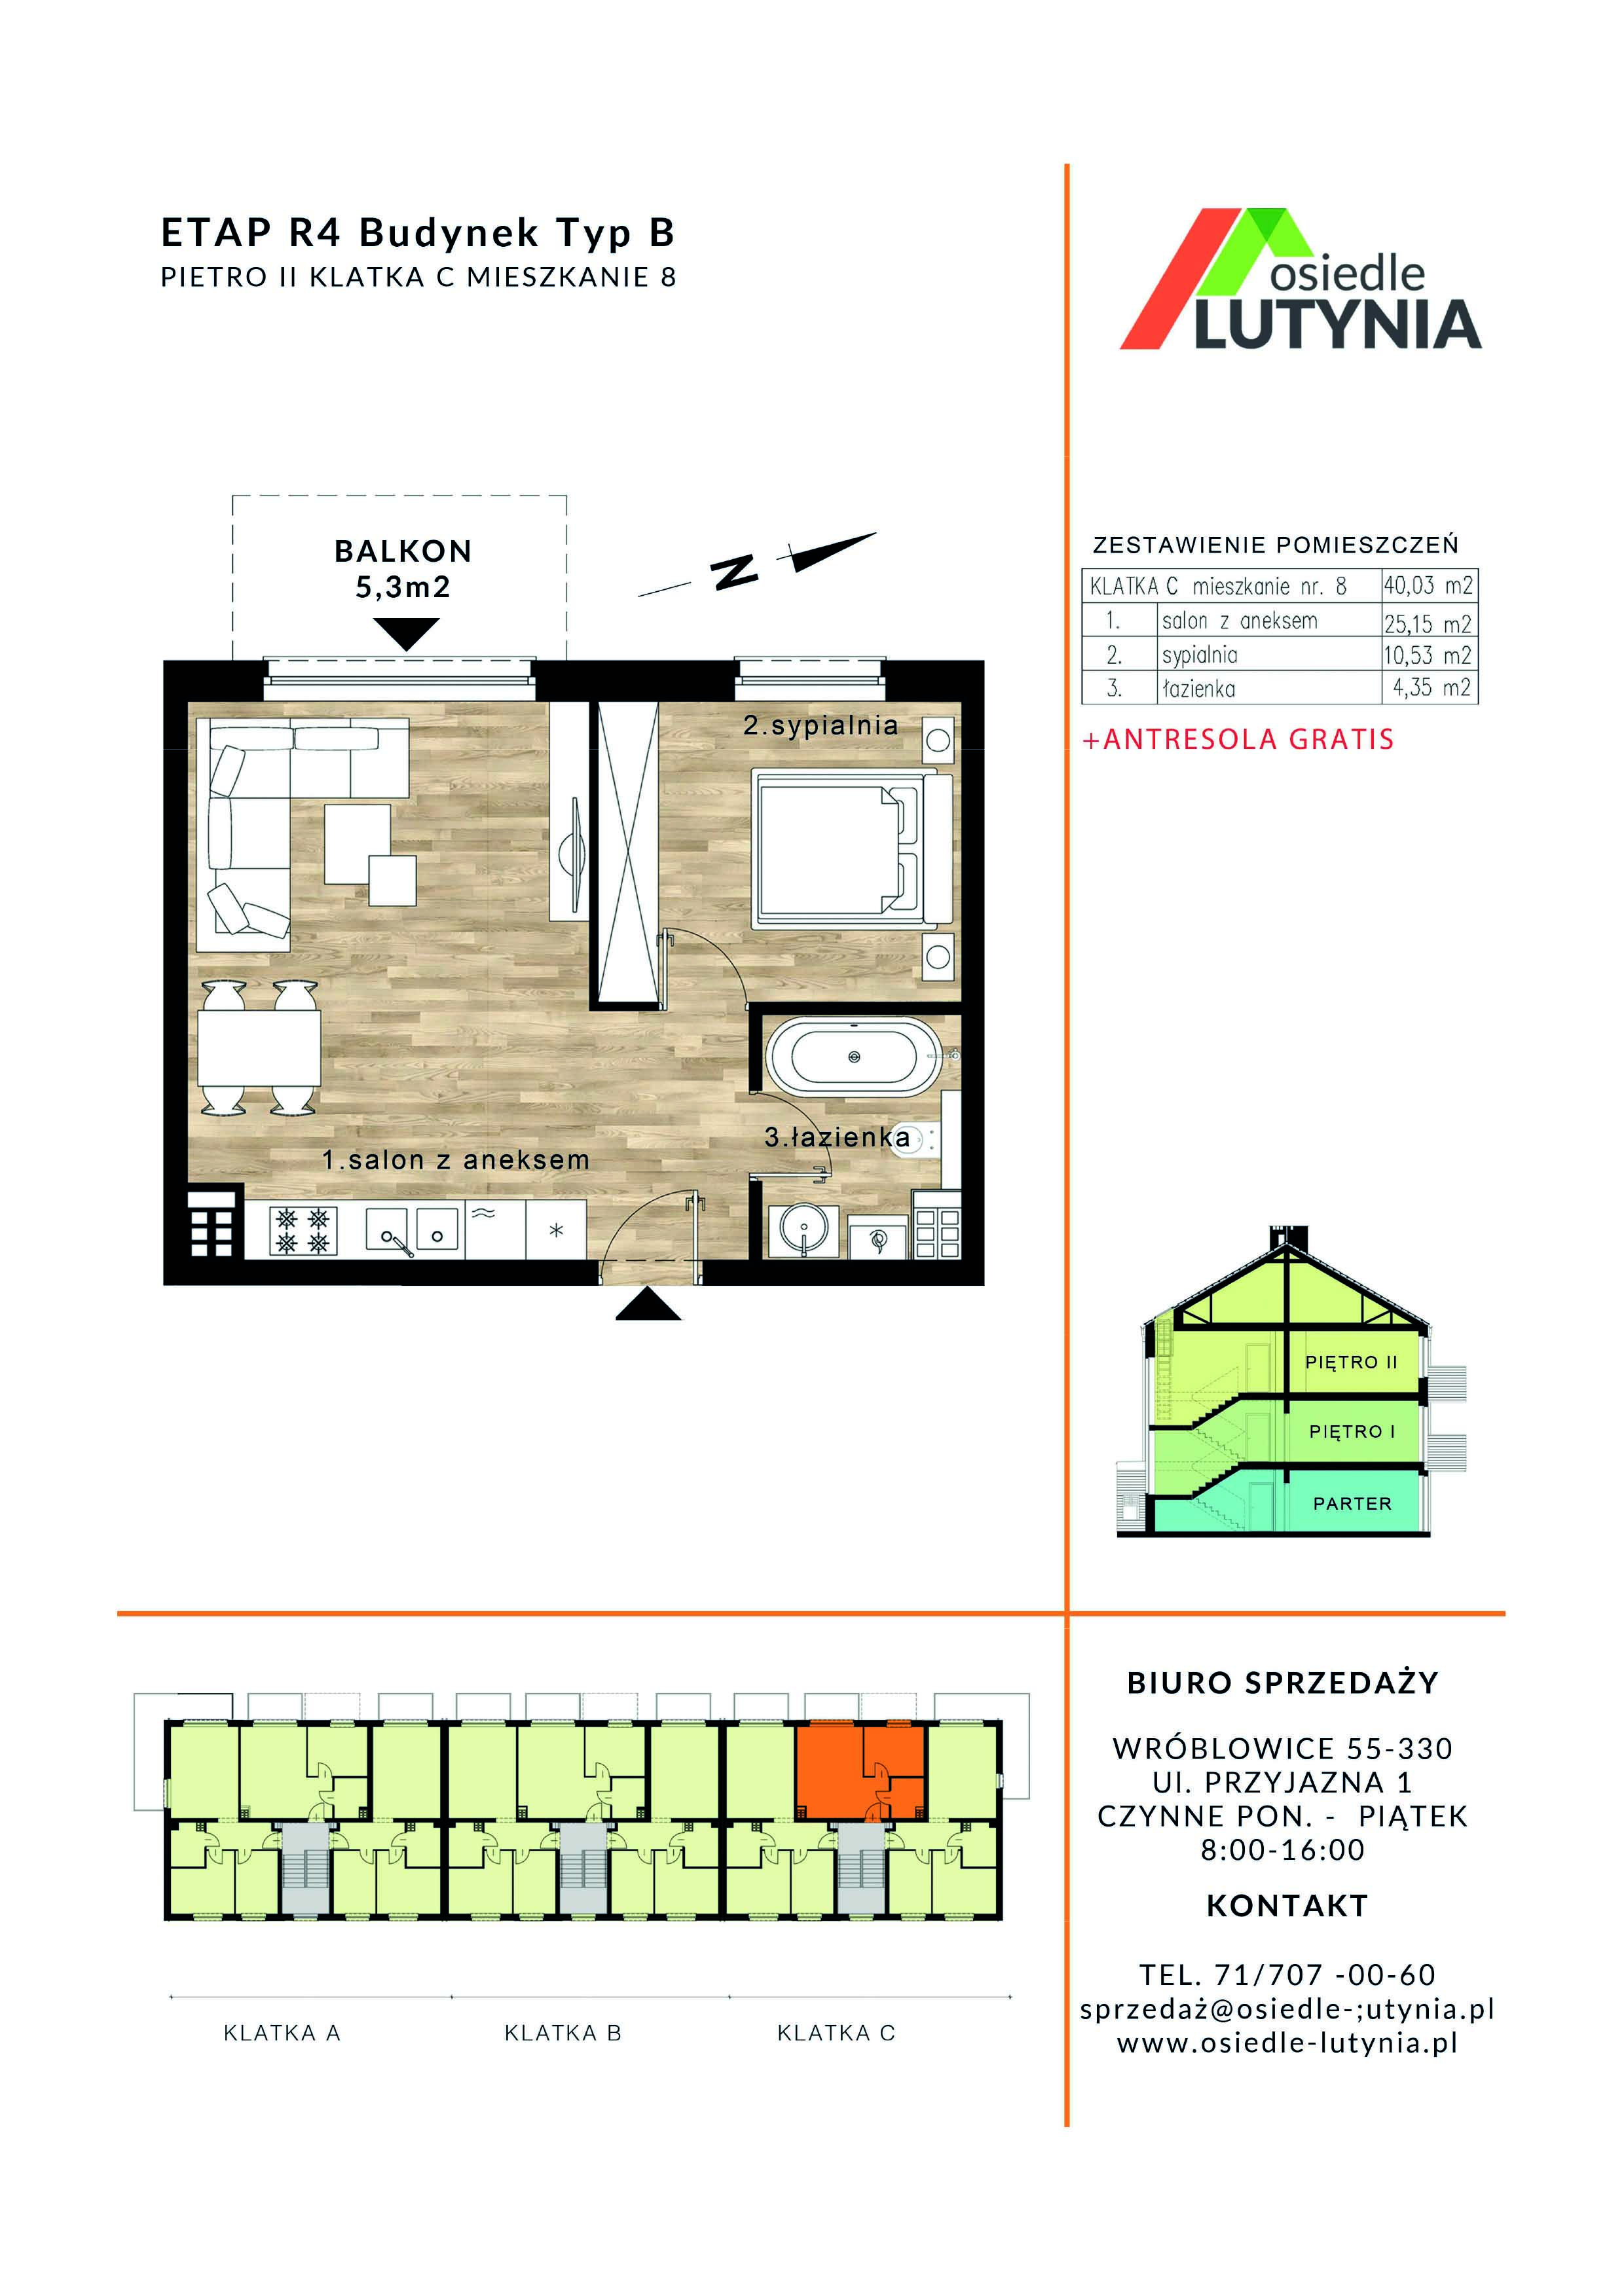 ETAP R4 Budynek Typ B
PIETRO II KLATKA C MIESZKANIE 8
osiedle
LUTYNIA
BALKON
5,3m2
N
ZESTAWIENIE POMIESZCZEŃ
KLATKA C mieszkanie nr. 8 40,03 m2
1. salon z aneksem 25,15 m2
2. sypialnia 10,53 m2
3. łazienka 4,35 m2
+ANTRESOLA GRATIS
2.sypialnia
3.łazienka
1.salon z aneksem
PIĘTRO II
PIĘTRO I
PARTER
KLATKA A
KLATKA B
KLATKA C
BIURO SPRZEDAŻY
WRÓBLOWICE 55-330
Ul. PRZYJAZNA 1
CZYNNE PON. - PIĄTEK
8:00-16:00
KONTAKT
TEL. 71/707 -00-60
sprzedaż@osiedle-;utynia.pl
www.osiedle-lutynia.pl